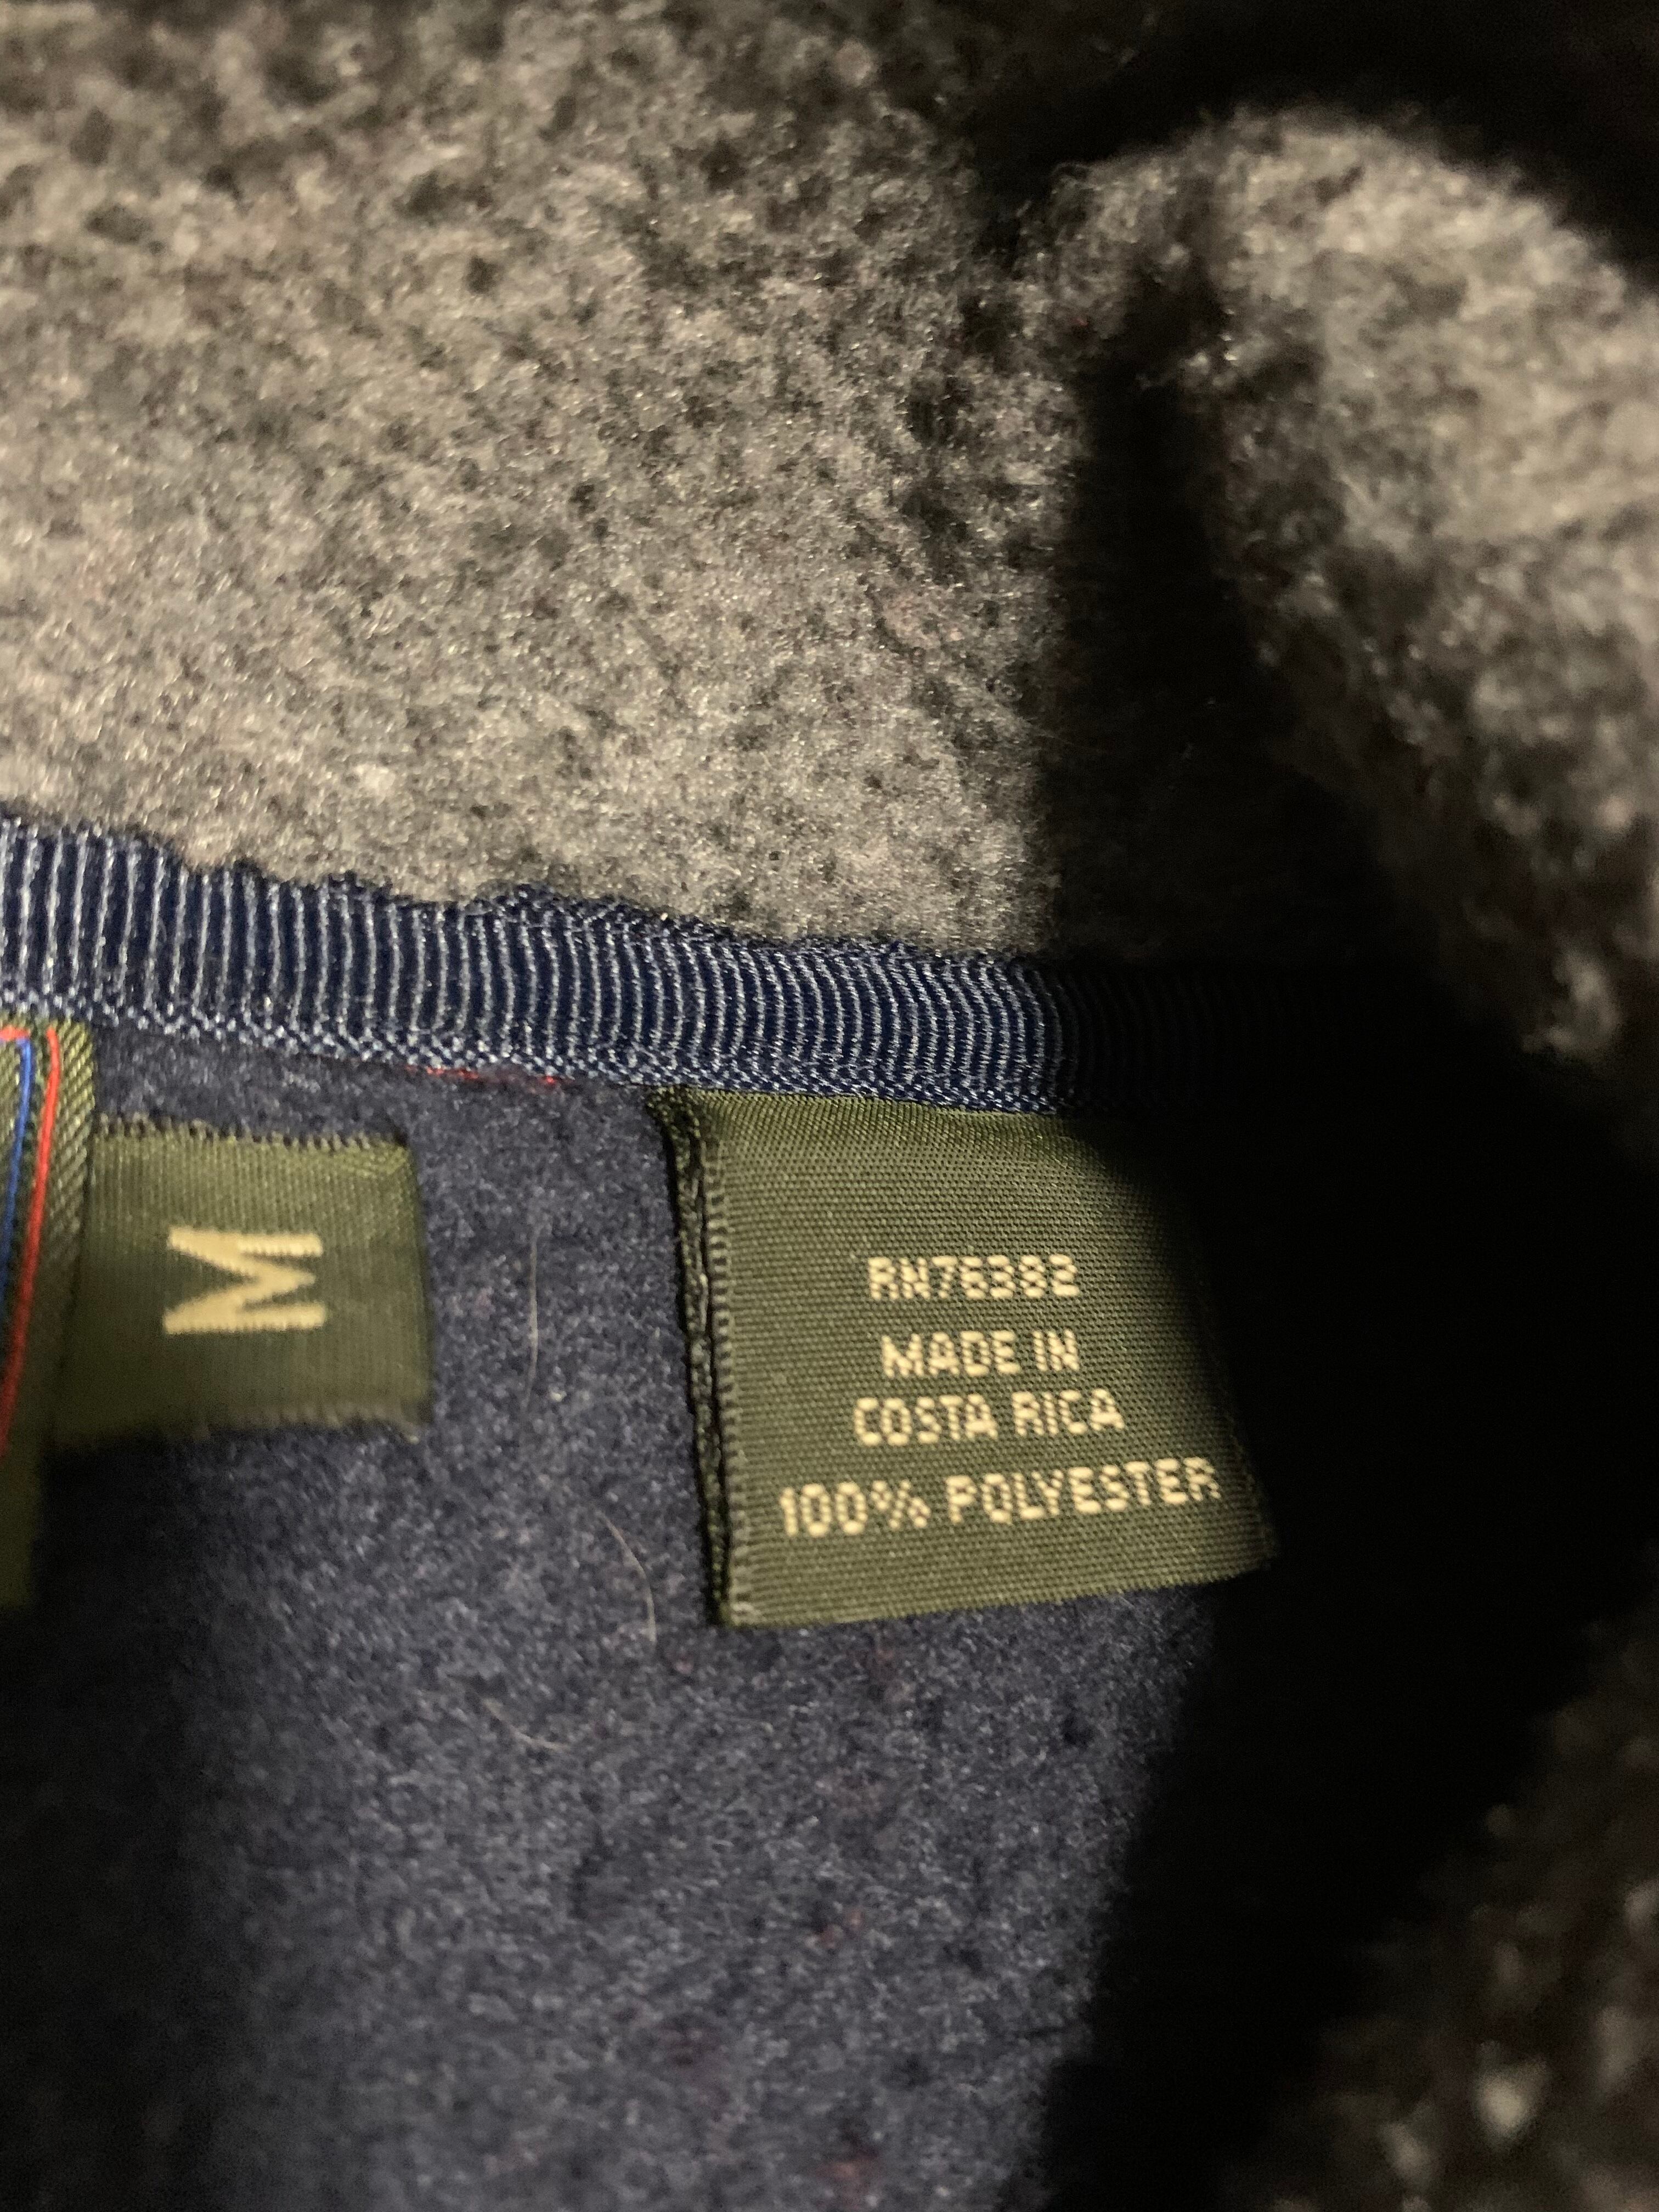 M
RN76382
MADE IN
COSTA RICA
100% POLYESTER